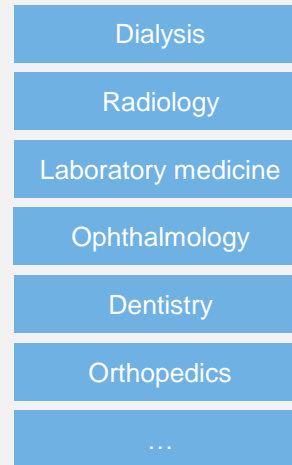 Dialysis
Radiology
Laboratory medicine
Ophthalmology
Dentistry
Orthopedics
…